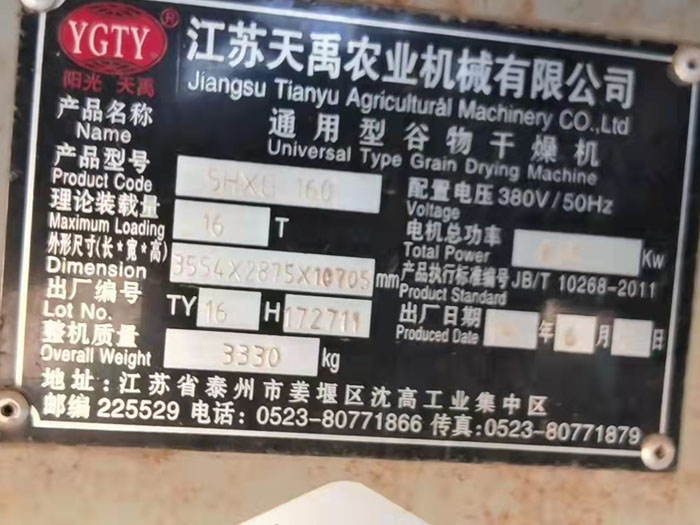 YGTY ®
阳光 天禹
江苏天禹农业机械有限公司
Jiangsu Tianyu Agricultural Machinery CO.,Ltd
产品名称 通用型谷物干燥机
Name Universal Type Grain Drying Machine
产品型号 5HXG 160
Product Code
理论装载量 16 T
Maximum Loading
外形尺寸(长*宽*高) 3554X2875X10705 mm
Dimension
出厂编号 TY 16 H 172711
Lot No.
整机质量 3330 kg
Overall Weight
配置电压 380V/50Hz
Voltage
电机总功率 Kw
Total Power
产品执行标准编号 JB/T 10268-2011
Product Standard
出厂日期 年 6 月 日
Produced Date
地址:江苏省泰州市姜堰区沈高工业集中区
邮编 225529 电话: 0523-80771866 传真:0523-80771879